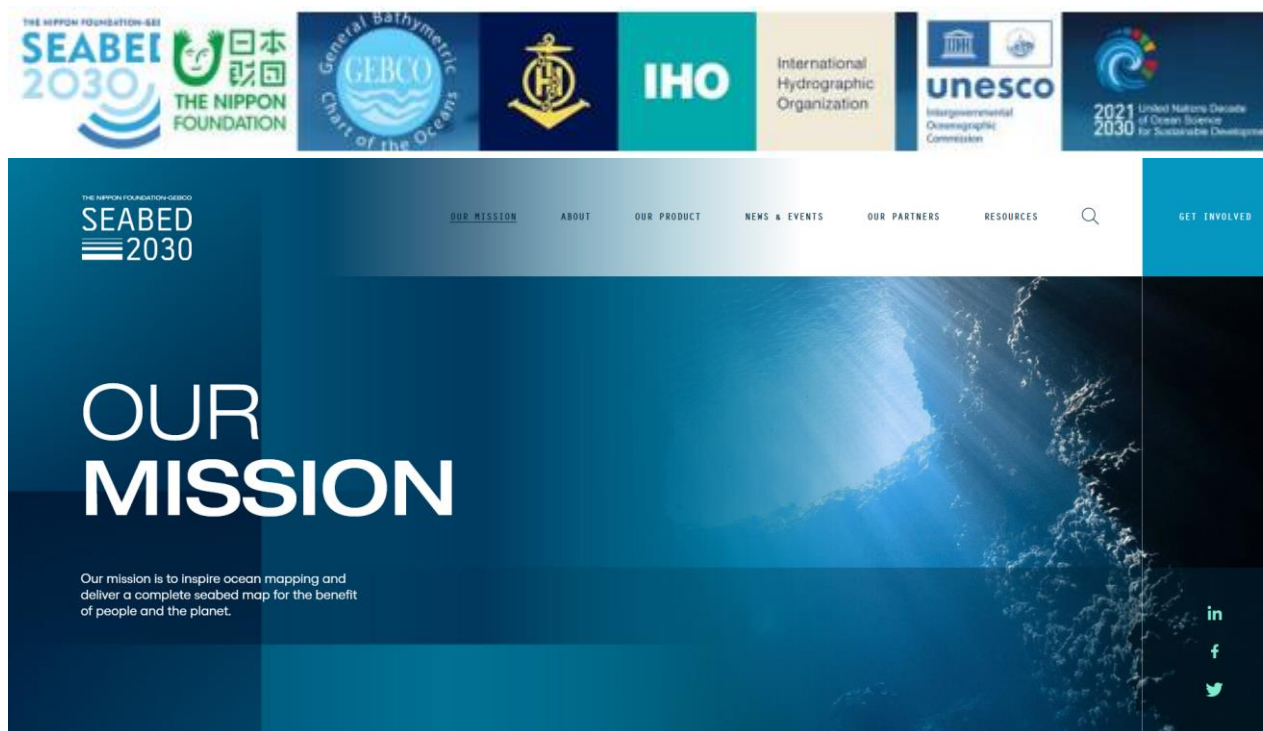 THE NIPPON FOUNDATION-GE
SEABED
2030
日本
財団
THE NIPPON
FOUNDATION
General Bathymetric
GEBCO
Chart of the Oceans
IHO
International
Hydrographic
Organization
unesco
Intergovernmental
Oceanographic
Commission
2021 United Nations Decade
of Ocean Science
2030 for Sustainable Developme
THE NIPPON FOUNDATION-GEBCO
SEABED
2030
OUR MISSION
ABOUT
OUR PRODUCT
NEWS & EVENTS
OUR PARTNERS
RESOURCES
GET INVOLVED
OUR
MISSION
Our mission is to inspire ocean mapping and
deliver a complete seabed map for the benefit
of people and the planet.
in
f